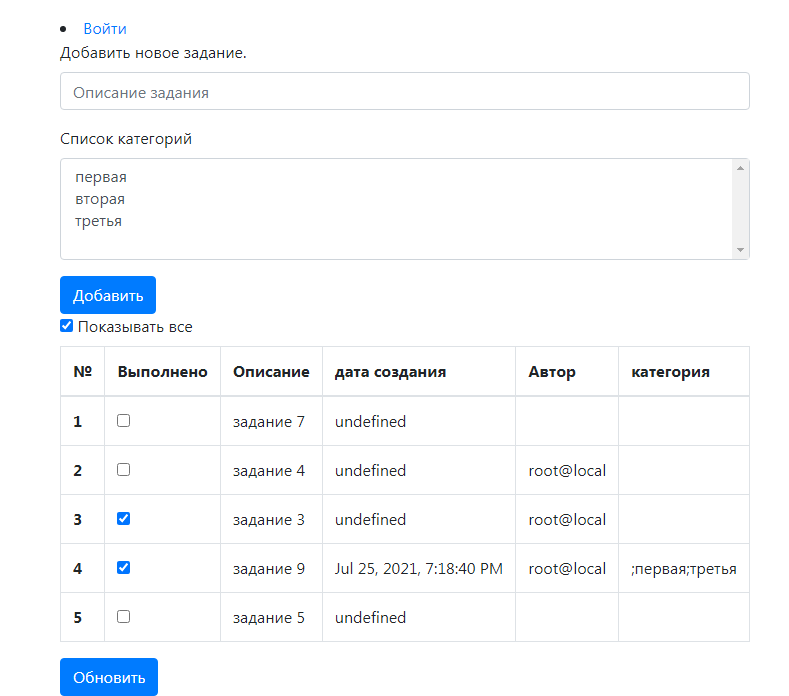 Войти
Добавить новое задание.
Описание задания
Список категорий
первая
вторая
третья
Добавить
Показывать все
№ Выполнено Описание дата создания Автор категория
1 задание 7 undefined
2 задание 4 undefined root@local
3 задание 3 undefined root@local
4 задание 9 Jul 25, 2021, 7:18:40 PM root@local ;первая;третья
5 задание 5 undefined
Обновить